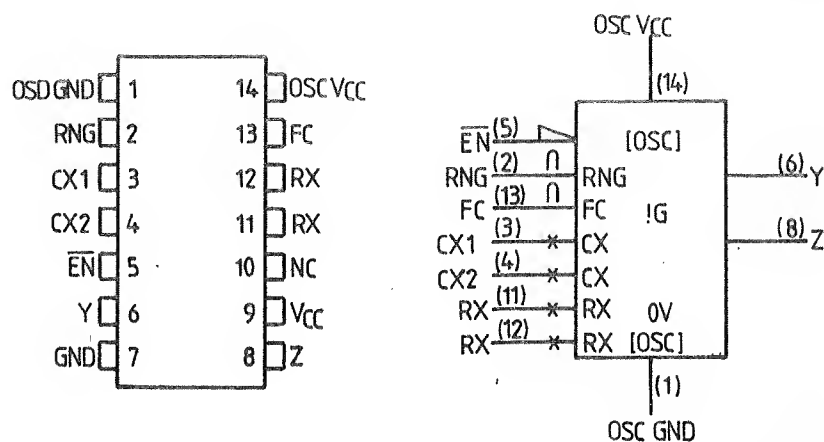 OSD GND 1 14 OSC VCC
RNG 2 13 FC
CX1 3 12 RX
CX2 4 11 RX
EN 5 10 NC
Y 6 9 VCC
GND 7 8 Z
OSC VCC
(14)
EN (5) [OSC]
RNG (2) ∩ RNG (6) Y
FC (13) ∩ FC !G
CX1 (3) CX (8) Z
CX2 (4) CX
RX (11) RX 0V
RX (12) RX [OSC]
(1)
OSC GND